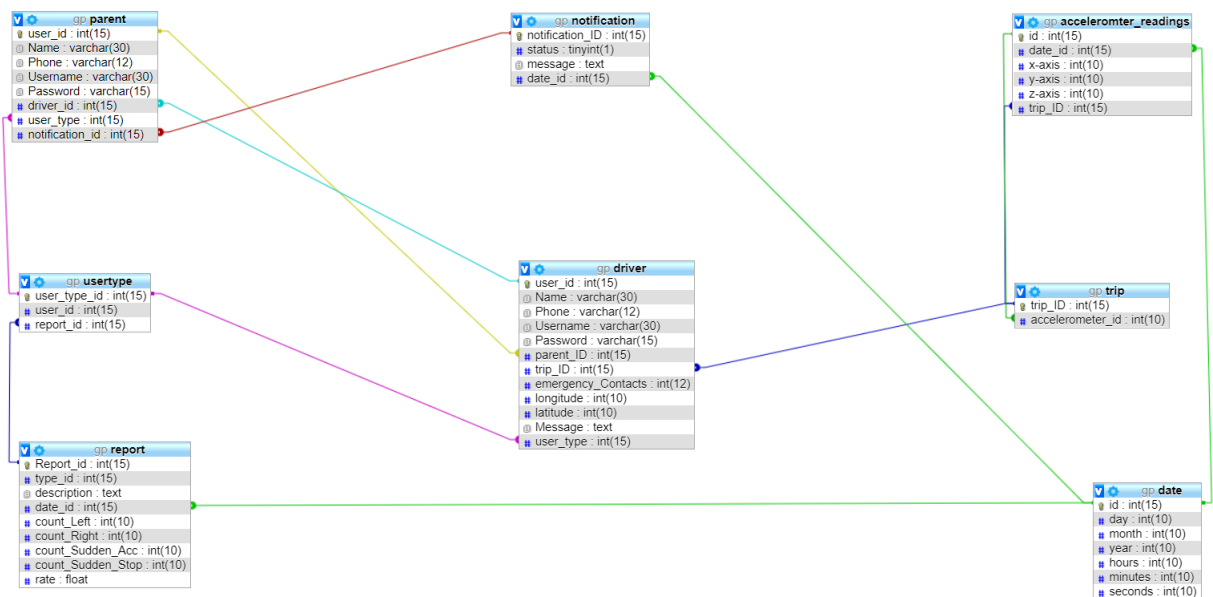 gp parent
user_id : int(15)
Name : varchar(30)
Phone : varchar(12)
Username : varchar(30)
Password : varchar(15)
driver_id : int(15)
user_type : int(15)
notification_id : int(15)
gp notification
notification_ID : int(15)
status : tinyint(1)
message : text
date_id : int(15)
gp acceleromter_readings
id : int(15)
date_id : int(15)
x-axis : int(10)
y-axis : int(10)
z-axis : int(10)
trip_ID : int(15)
gp usertype
user_type_id : int(15)
user_id : int(15)
report_id : int(15)
gp driver
user_id : int(15)
Name : varchar(30)
Phone : varchar(12)
Username : varchar(30)
Password : varchar(15)
parent_ID : int(15)
trip_ID : int(15)
emergency_Contacts : int(12)
longitude : int(10)
latitude : int(10)
Message : text
user_type : int(15)
gp trip
trip_ID : int(15)
accelerometer_id : int(10)
gp report
Report_id : int(15)
type_id : int(15)
description : text
date_id : int(15)
count_Left : int(10)
count_Right : int(10)
count_Sudden_Acc : int(10)
count_Sudden_Stop : int(10)
rate : float
gp date
id : int(15)
day : int(10)
month : int(10)
year : int(10)
hours : int(10)
minutes : int(10)
seconds : int(10)